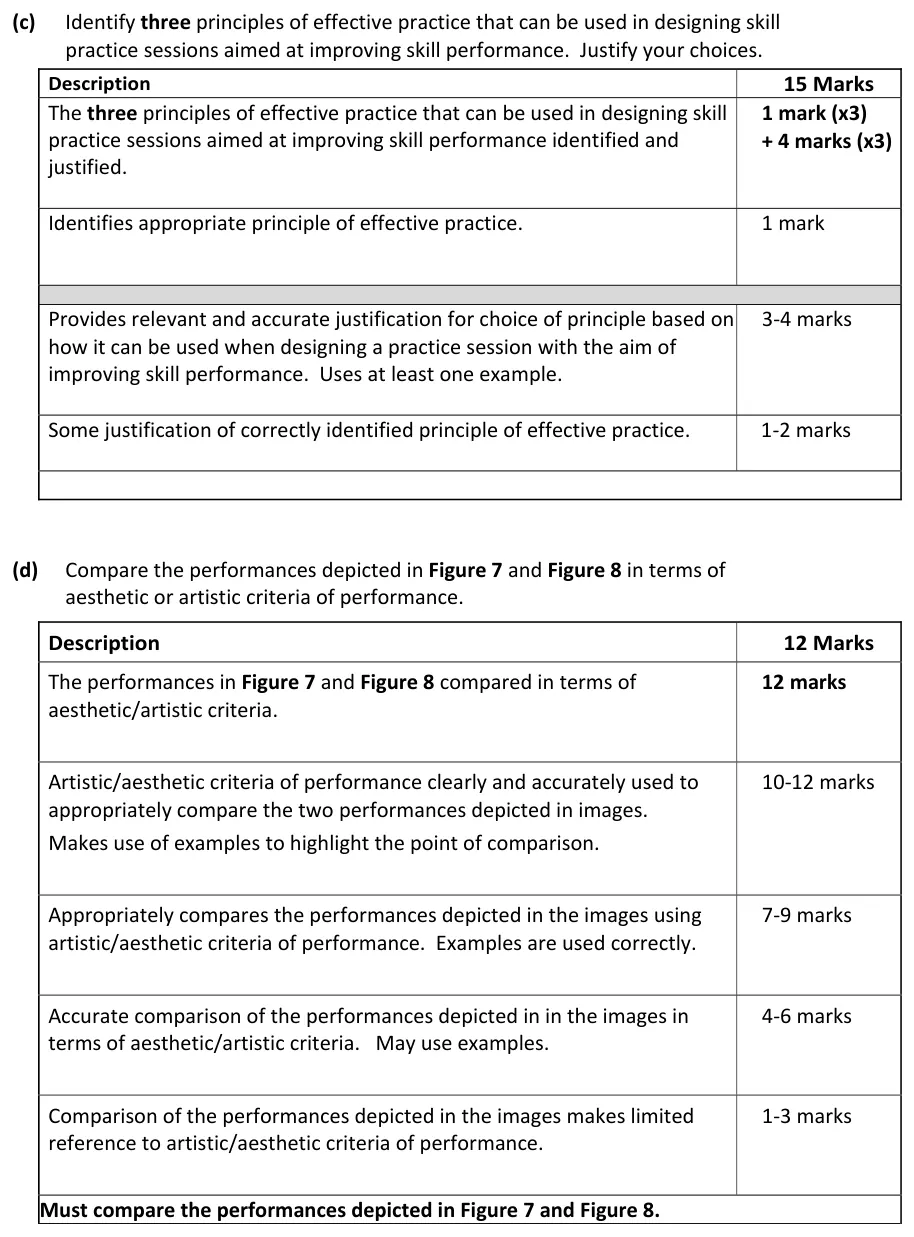 (c) Identify three principles of effective practice that can be used in designing skill
practice sessions aimed at improving skill performance. Justify your choices.
Description 15 Marks
The three principles of effective practice that can be used in designing skill 1 mark (x3)
practice sessions aimed at improving skill performance identified and + 4 marks (x3)
justified.
Identifies appropriate principle of effective practice. 1 mark
Provides relevant and accurate justification for choice of principle based on 3-4 marks
how it can be used when designing a practice session with the aim of
improving skill performance. Uses at least one example.
Some justification of correctly identified principle of effective practice. 1-2 marks
(d) Compare the performances depicted in Figure 7 and Figure 8 in terms of
aesthetic or artistic criteria of performance.
Description 12 Marks
The performances in Figure 7 and Figure 8 compared in terms of 12 marks
aesthetic/artistic criteria.
Artistic/aesthetic criteria of performance clearly and accurately used to 10-12 marks
appropriately compare the two performances depicted in images.
Makes use of examples to highlight the point of comparison.
Appropriately compares the performances depicted in the images using 7-9 marks
artistic/aesthetic criteria of performance. Examples are used correctly.
Accurate comparison of the performances depicted in in the images in 4-6 marks
terms of aesthetic/artistic criteria. May use examples.
Comparison of the performances depicted in the images makes limited 1-3 marks
reference to artistic/aesthetic criteria of performance.
Must compare the performances depicted in Figure 7 and Figure 8.